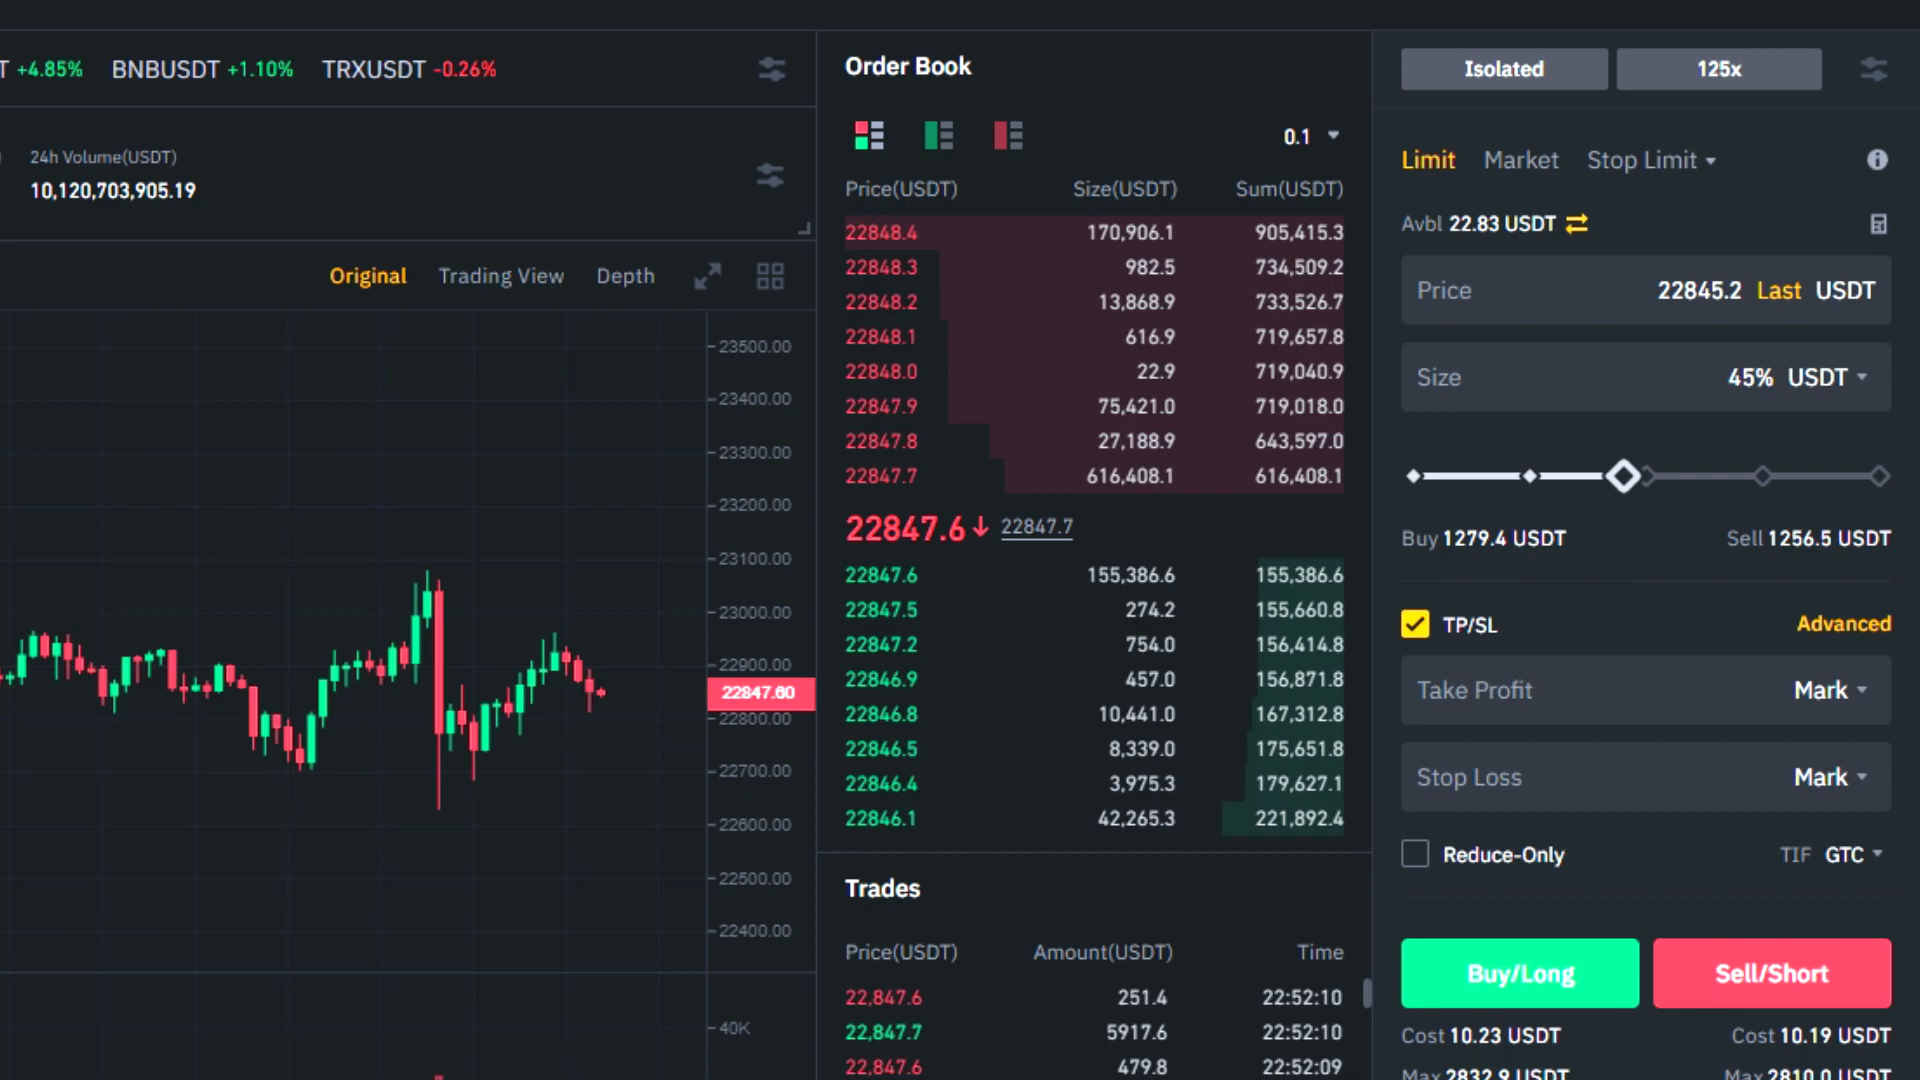 T +4.85% BNBUSDT +1.10% TRXUSDT -0.26%
24h Volume(USDT)
10,120,703,905.19
Original Trading View Depth
23500.00
23400.00
23300.00
23200.00
23100.00
23000.00
22900.00
22847.60
22800.00
22700.00
22600.00
22500.00
22400.00
40K
Order Book
0.1
Price(USDT) Size(USDT) Sum(USDT)
22848.4 170,906.1 905,415.3
22848.3 982.5 734,509.2
22848.2 13,868.9 733,526.7
22848.1 616.9 719,657.8
22848.0 22.9 719,040.9
22847.9 75,421.0 719,018.0
22847.8 27,188.9 643,597.0
22847.7 616,408.1 616,408.1
22847.6↓ 22847.7
22847.6 155,386.6 155,386.6
22847.5 274.2 155,660.8
22847.2 754.0 156,414.8
22846.9 457.0 156,871.8
22846.8 10,441.0 167,312.8
22846.5 8,339.0 175,651.8
22846.4 3,975.3 179,627.1
22846.1 42,265.3 221,892.4
Trades
Price(USDT) Amount(USDT) Time
22,847.6 251.4 22:52:10
22,847.7 5917.6 22:52:10
22,847.6 479.8 22:52:09
Isolated 125x
Limit Market Stop Limit
Avbl 22.83 USDT
Price 22845.2 Last USDT
Size 45% USDT
Buy 1279.4 USDT Sell 1256.5 USDT
TP/SL Advanced
Take Profit Mark
Stop Loss Mark
Reduce-Only TIF GTC
Buy/Long Sell/Short
Cost 10.23 USDT Cost 10.19 USDT
Max 2832.9 USDT Max 2810.0 USDT